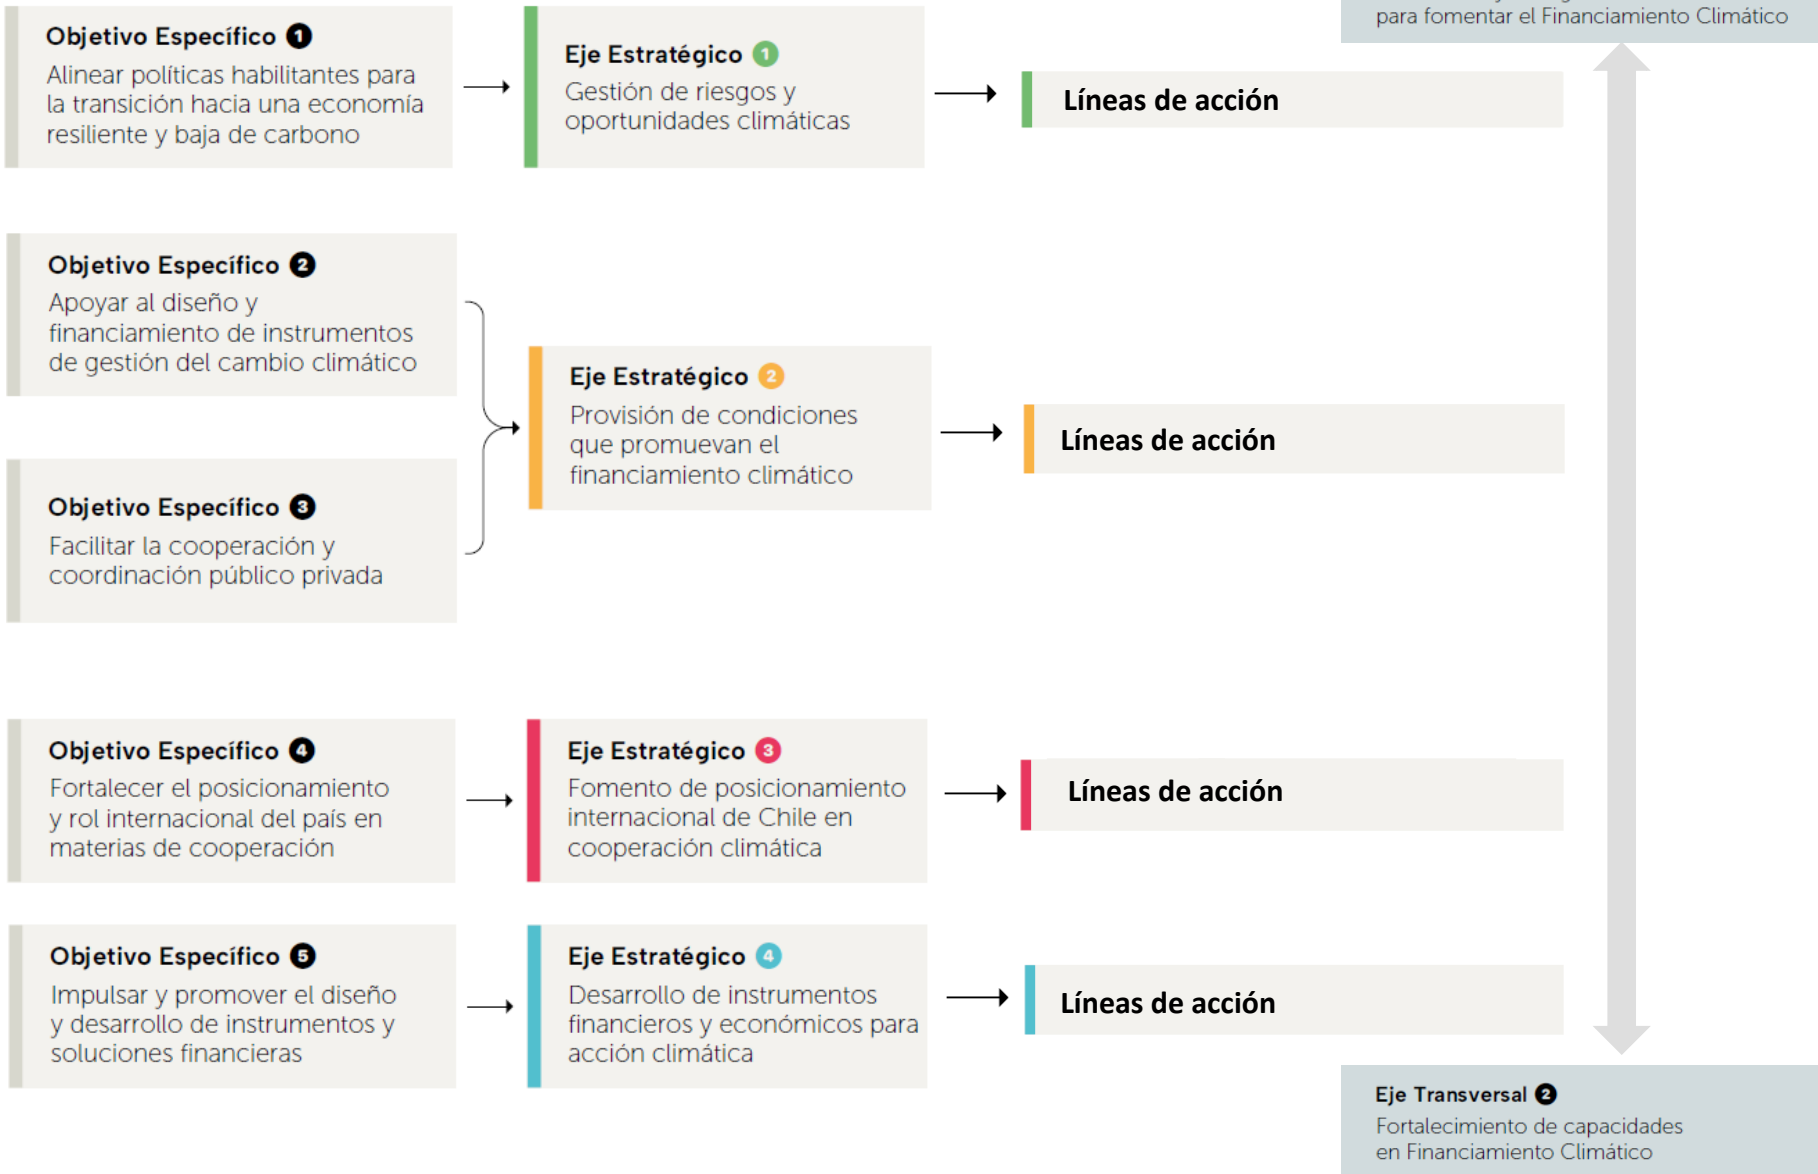 para fomentar el Financiamiento Climático
Objetivo Específico 1
Alinear políticas habilitantes para
la transición hacia una economía
resiliente y baja de carbono
Eje Estratégico 1
Gestión de riesgos y
oportunidades climáticas
Líneas de acción
Objetivo Específico 2
Apoyar al diseño y
financiamiento de instrumentos
de gestión del cambio climático
Objetivo Específico 3
Facilitar la cooperación y
coordinación público privada
Eje Estratégico 2
Provisión de condiciones
que promuevan el
financiamiento climático
Líneas de acción
Objetivo Específico 4
Fortalecer el posicionamiento
y rol internacional del país en
materias de cooperación
Eje Estratégico 3
Fomento de posicionamiento
internacional de Chile en
cooperación climática
Líneas de acción
Objetivo Específico 5
Impulsar y promover el diseño
y desarrollo de instrumentos y
soluciones financieras
Eje Estratégico 4
Desarrollo de instrumentos
financieros y económicos para
acción climática
Líneas de acción
Eje Transversal 2
Fortalecimiento de capacidades
en Financiamiento Climático